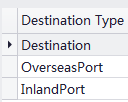 Destination Type
Destination
OverseasPort
InlandPort